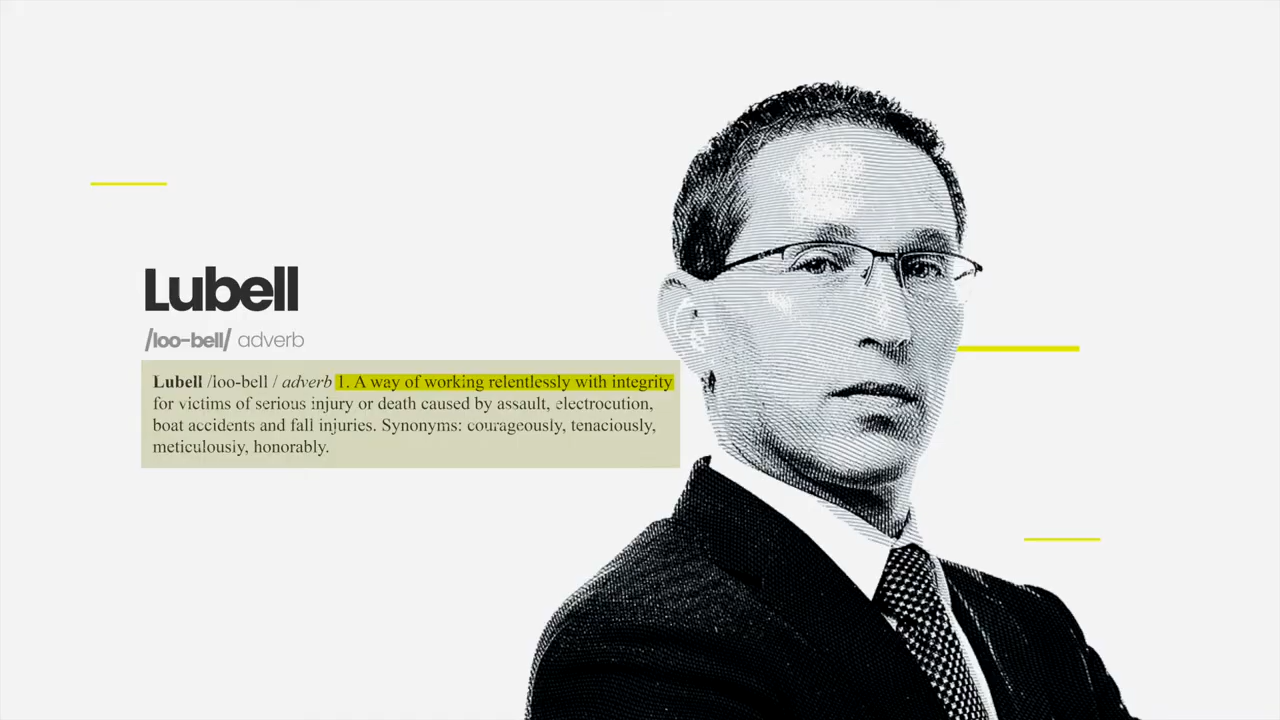 Lubell
/loo-bell/ adverb
Lubell /loo-bell / adverb 1. A way of working relentlessly with integrity
for victims of serious injury or death caused by assault, electrocution,
boat accidents and fall injuries. Synonyms: courageously, tenaciously,
meticulously, honorably.